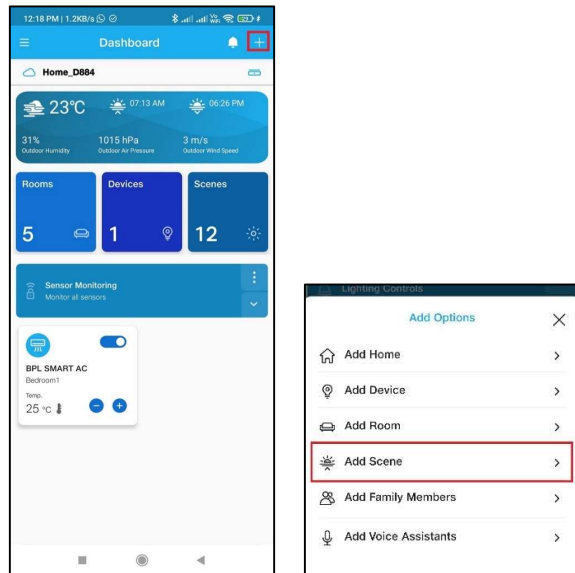 12:18 PM | 1.2KB/s
Dashboard
Home_D884
23°C 07:13 AM 06:26 PM
31% 1015 hPa 3 m/s
Outdoor Humidity Outdoor Air Pressure Outdoor Wind Speed
Rooms Devices Scenes
5 1 12
Sensor Monitoring
Monitor all sensors
BPL SMART AC
Bedroom1
Temp.
25 °C
Lighting Controls
Add Options
Add Home
Add Device
Add Room
Add Scene
Add Family Members
Add Voice Assistants